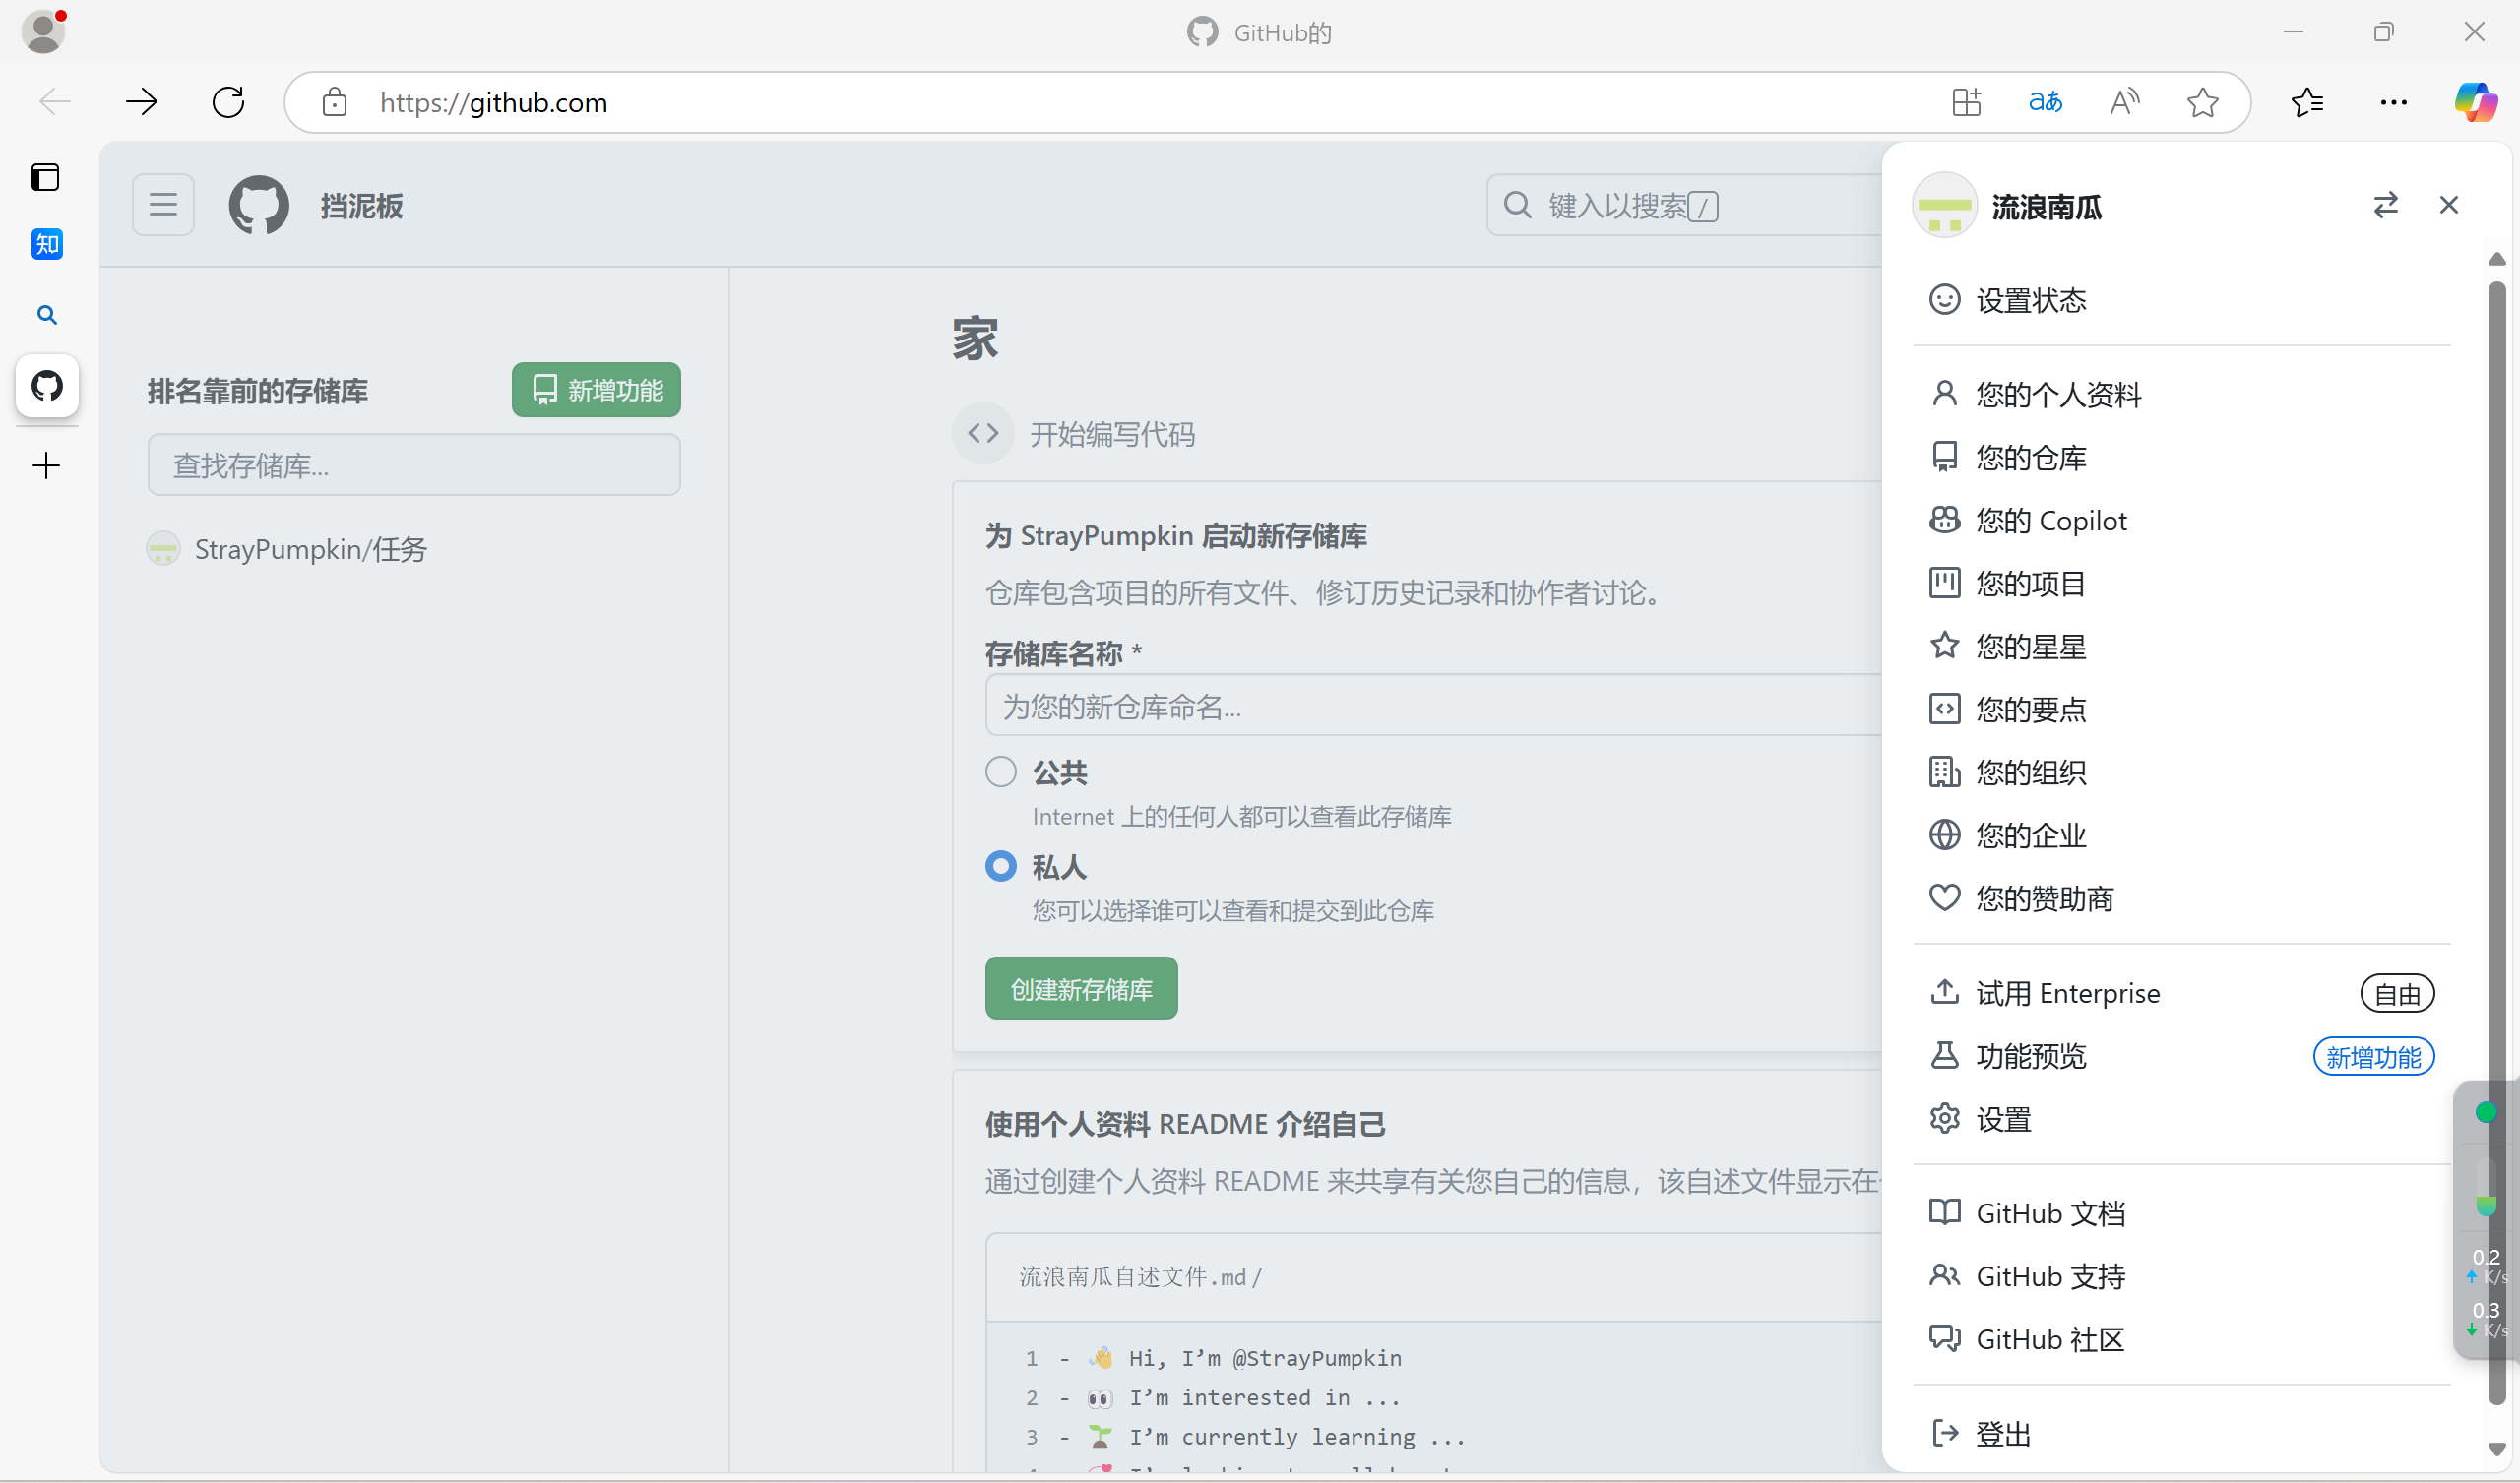 GitHub的
https://github.com
aあ
知
挡泥板
键入以搜索 /
排名靠前的存储库
新增功能
查找存储库...
StrayPumpkin/任务
家
开始编写代码
为 StrayPumpkin 启动新存储库
仓库包含项目的所有文件、修订历史记录和协作者讨论。
存储库名称 *
为您的新仓库命名...
公共
Internet 上的任何人都可以查看此存储库
私人
您可以选择谁可以查看和提交到此仓库
创建新存储库
使用个人资料 README 介绍自己
通过创建个人资料 README 来共享有关您自己的信息，该自述文件显示在
流浪南瓜自述文件.md /
1 - 👋 Hi, I’m @StrayPumpkin
2 - 👀 I’m interested in ...
3 - 🌱 I’m currently learning ...
流浪南瓜
设置状态
您的个人资料
您的仓库
您的 Copilot
您的项目
您的星星
您的要点
您的组织
您的企业
您的赞助商
试用 Enterprise 自由
功能预览 新增功能
设置
GitHub 文档
GitHub 支持
GitHub 社区
登出
0.2
K/s
0.3
K/s